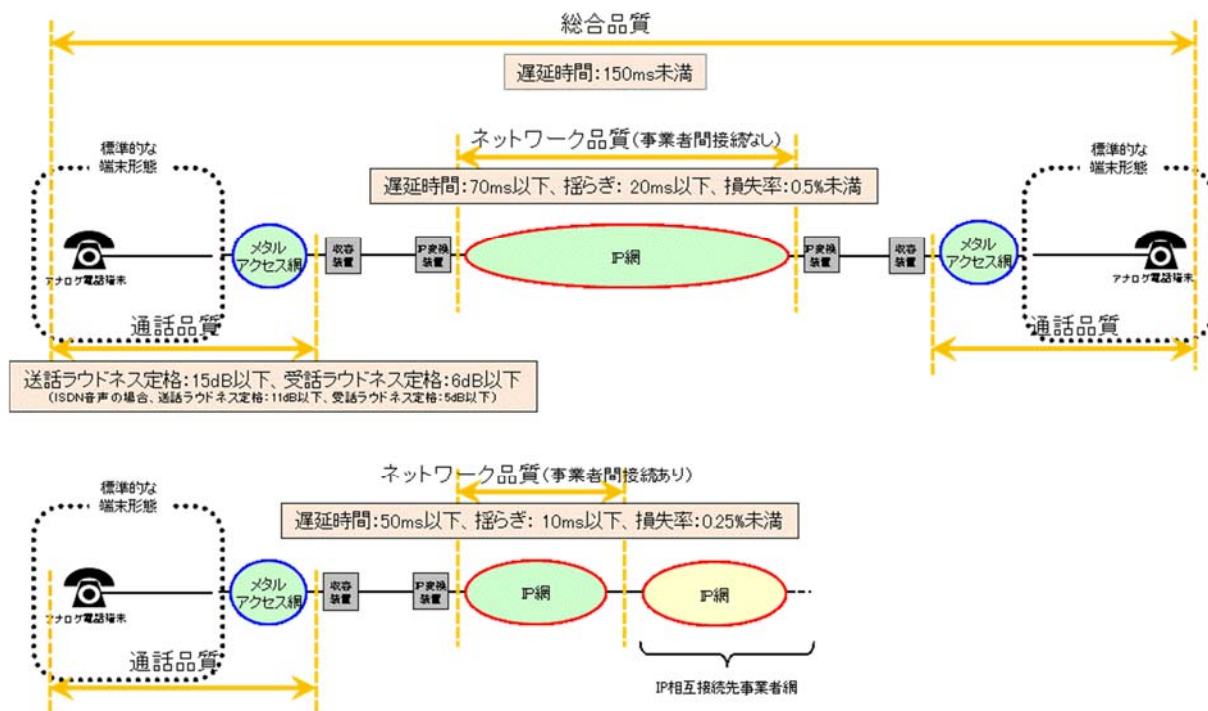 総合品質
遅延時間:150ms未満
ネットワーク品質(事業者間接続なし)
遅延時間:70ms以下、揺らぎ: 20ms以下、損失率:0.5%未満
標準的な
端末形態
アナログ電話端末
メタル
アクセス網
収容
装置
IP変換
装置
IP網
IP変換
装置
収容
装置
メタル
アクセス網
標準的な
端末形態
アナログ電話端末
通話品質
通話品質
送話ラウドネス定格:15dB以下、受話ラウドネス定格:6dB以下
(ISDN音声の場合、送話ラウドネス定格:11dB以下、受話ラウドネス定格:5dB以下)
ネットワーク品質(事業者間接続あり)
遅延時間:50ms以下、揺らぎ: 10ms以下、損失率:0.25%未満
標準的な
端末形態
アナログ電話端末
メタル
アクセス網
収容
装置
IP変換
装置
IP網
IP網
通話品質
IP相互接続先事業者網